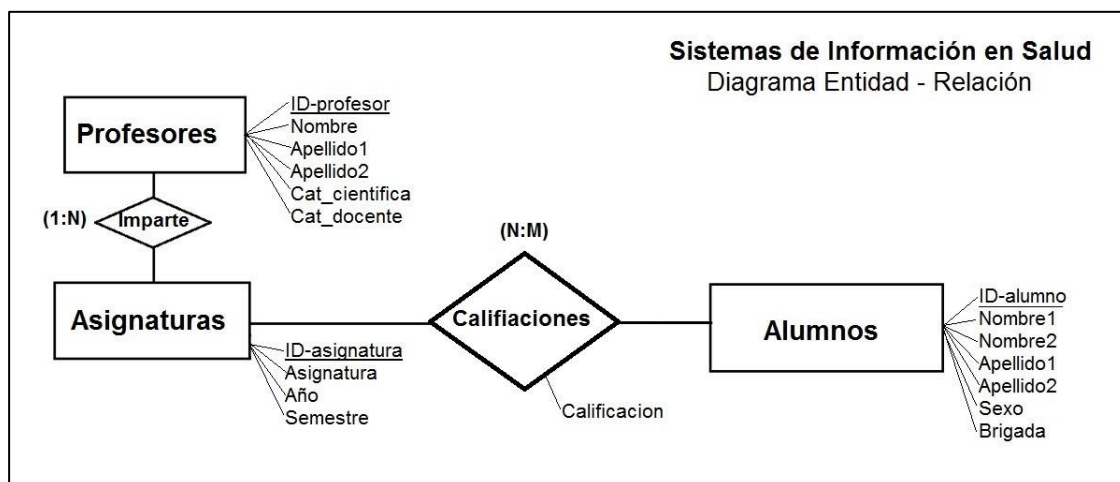 Sistemas de Información en Salud
Diagrama Entidad - Relación
Profesores
ID-profesor
Nombre
Apellido1
Apellido2
Cat_cientifica
Cat_docente
(1:N)
Imparte
Asignaturas
ID-asignatura
Asignatura
Año
Semestre
(N:M)
Califiaciones
Calificacion
Alumnos
ID-alumno
Nombre1
Nombre2
Apellido1
Apellido2
Sexo
Brigada